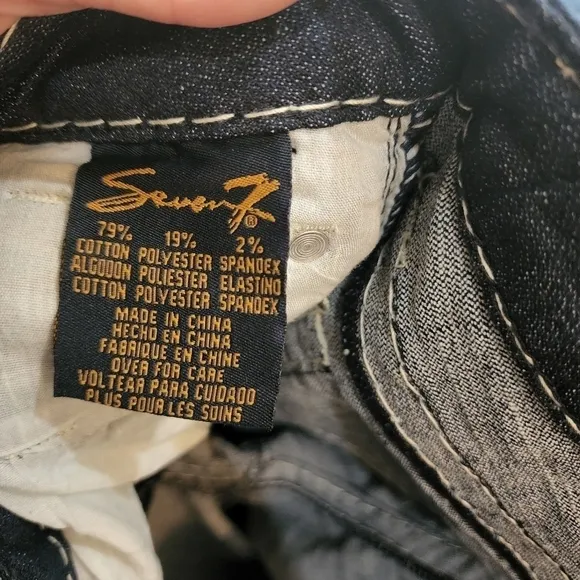 Seven7®
79% 19% 2%
COTTON POLYESTER SPANDEX
ALGODON POLIESTER ELASTINO
COTTON POLYESTER SPANDEX
MADE IN CHINA
HECHO EN CHINA
FABRIQUE EN CHINE
OVER FOR CARE
VOLTEAR PARA CUIDADO
PLUS POUR LES SOINS